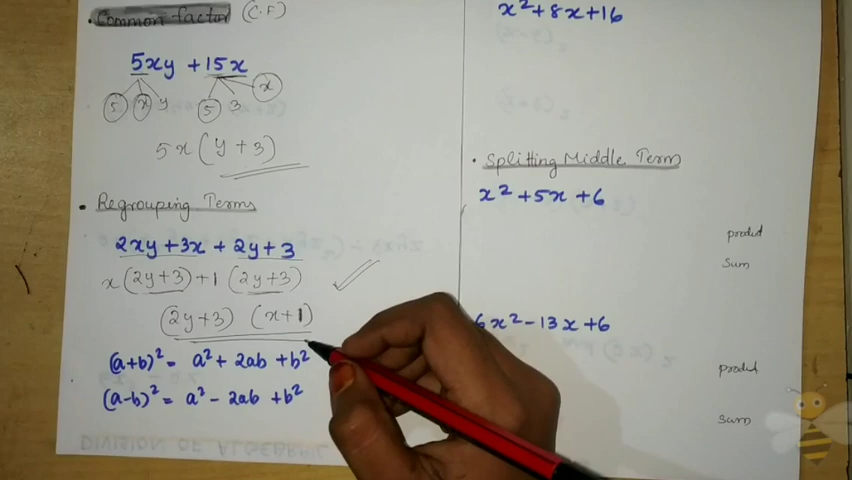 Common factor (C.F)
5xy + 15x
5 x y 5 3 x
5x (y + 3)
Regrouping Terms
2xy + 3x + 2y + 3
x (2y + 3) + 1 (2y + 3)
(2y + 3) (x + 1)
(a+b)² = a² + 2ab + b²
(a-b)² = a² - 2ab + b²
x² + 8x + 16
Splitting Middle Term
x² + 5x + 6
Sum
6x² - 13x + 6
Sum